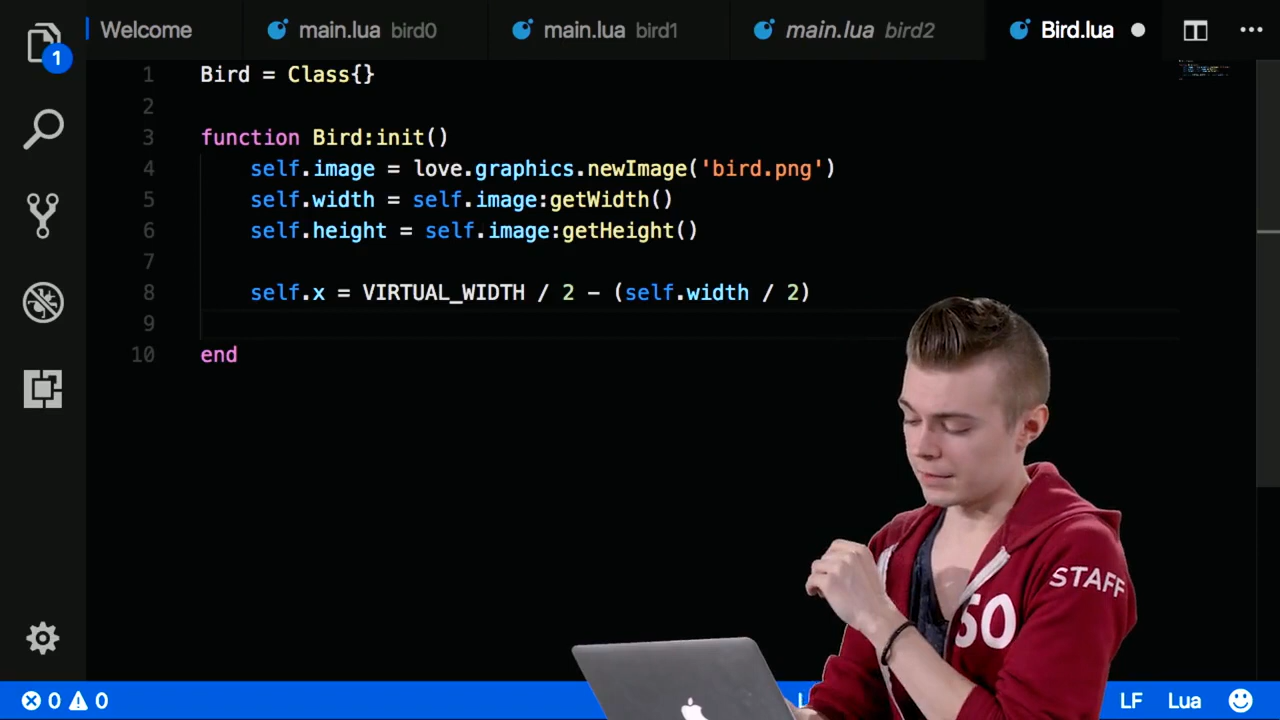 Welcome main.lua bird0 main.lua bird1 main.lua bird2 Bird.lua
1
1 Bird = Class{}
2
3 function Bird:init()
4 self.image = love.graphics.newImage('bird.png')
5 self.width = self.image:getWidth()
6 self.height = self.image:getHeight()
7
8 self.x = VIRTUAL_WIDTH / 2 - (self.width / 2)
9
10 end
STAFF
50
0 0 LF Lua